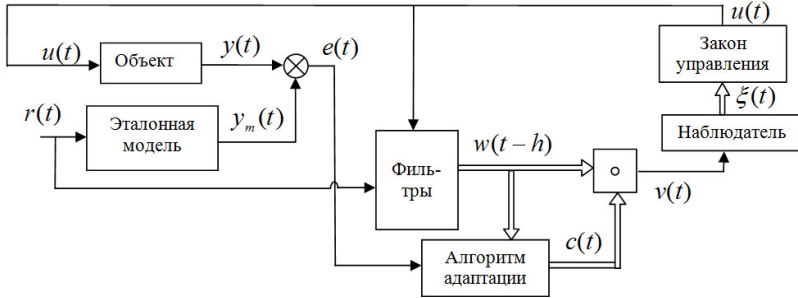 u(t)
u(t)
Объект
y(t)
e(t)
Закон
управления
r(t)
Эталонная
модель
y_m(t)
ξ(t)
Наблюдатель
Филь-
тры
w(t − h)
v(t)
Алгоритм
адаптации
c(t)